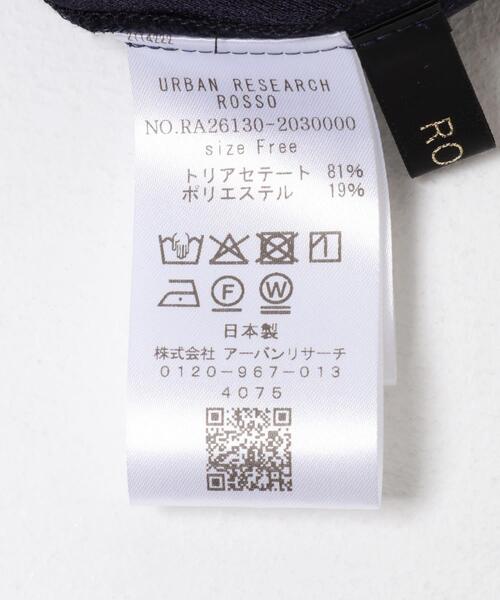 URBAN RESEARCH
ROSSO
NO.RA26130-2030000
size Free
トリアセテート 81%
ポリエステル 19%
F W
日本製
株式会社 アーバンリサーチ
0120-967-013
4075
RO